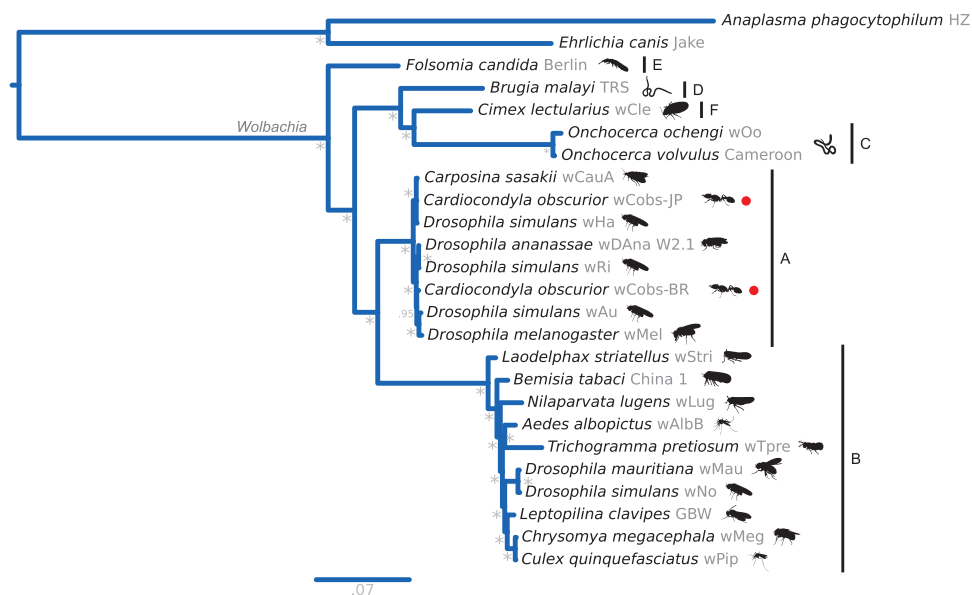 Anaplasma phagocytophilum HZ
*
Ehrlichia canis Jake
Folsomia candida Berlin E
Brugia malayi TRS D
Cimex lectularius wCle F
*
Wolbachia
*
Onchocerca ochengi wOo
*
C
*
Onchocerca volvulus Cameroon
Carposina sasakii wCauA
*
Cardiocondyla obscurior wCobs-JP
*
Drosophila simulans wHa
Drosophila ananassae wDAna W2.1
*
*
A
Drosophila simulans wRi
Cardiocondyla obscurior wCobs-BR
*
.95
Drosophila simulans wAu
*
*
Drosophila melanogaster wMel
Laodelphax striatellus wStri
Bemisia tabaci China 1
*
Nilaparvata lugens wLug
*
Aedes albopictus wAlbB
*
*
Trichogramma pretiosum wTpre
B
Drosophila mauritiana wMau
*
*
Drosophila simulans wNo
Leptopilina clavipes GBW
*
Chrysomya megacephala wMeg
*
*
Culex quinquefasciatus wPip
.07